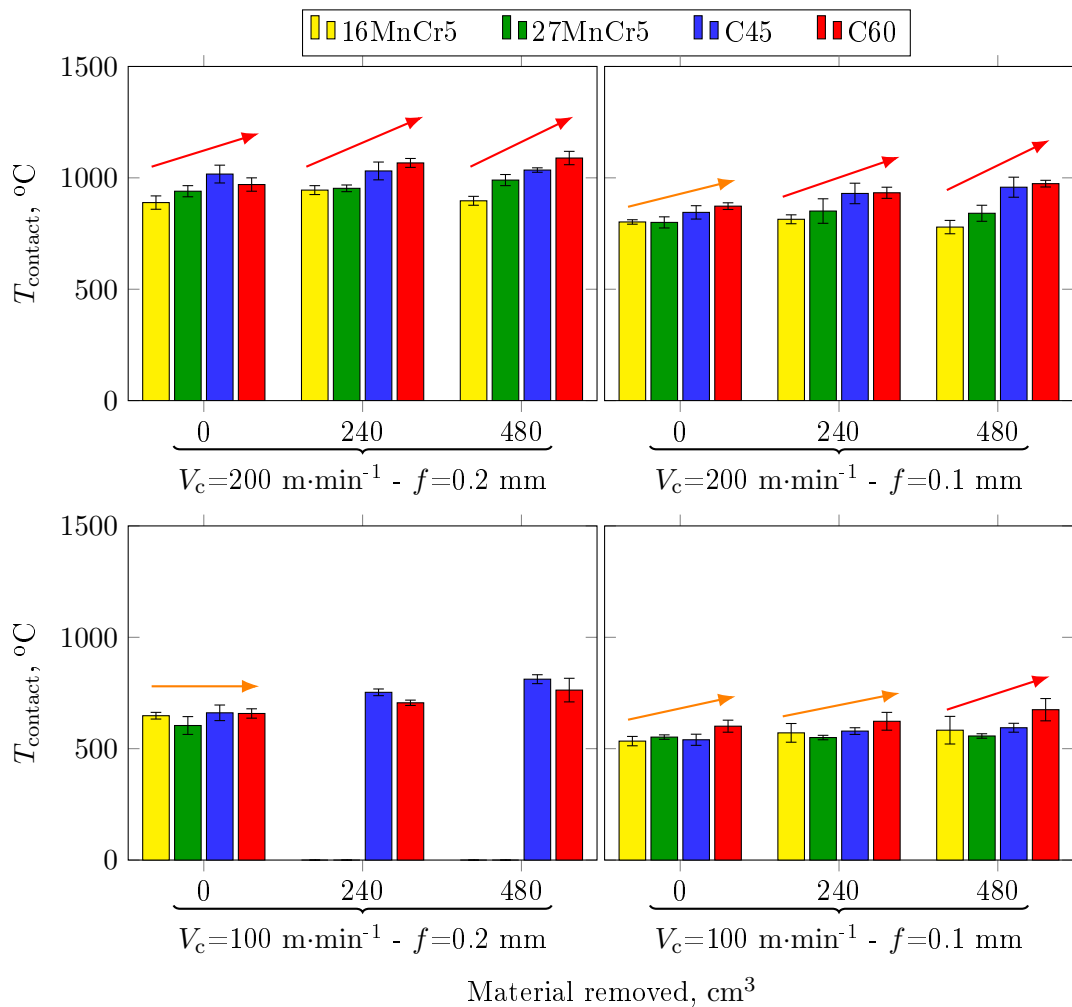 16MnCr5 27MnCr5 C45 C60
1500
1000
500
0
T_contact, °C
0 240 480
V_c=200 m·min⁻¹ - f=0.2 mm
0 240 480
V_c=200 m·min⁻¹ - f=0.1 mm
1500
1000
500
0
T_contact, °C
0 240 480
V_c=100 m·min⁻¹ - f=0.2 mm
0 240 480
V_c=100 m·min⁻¹ - f=0.1 mm
Material removed, cm³